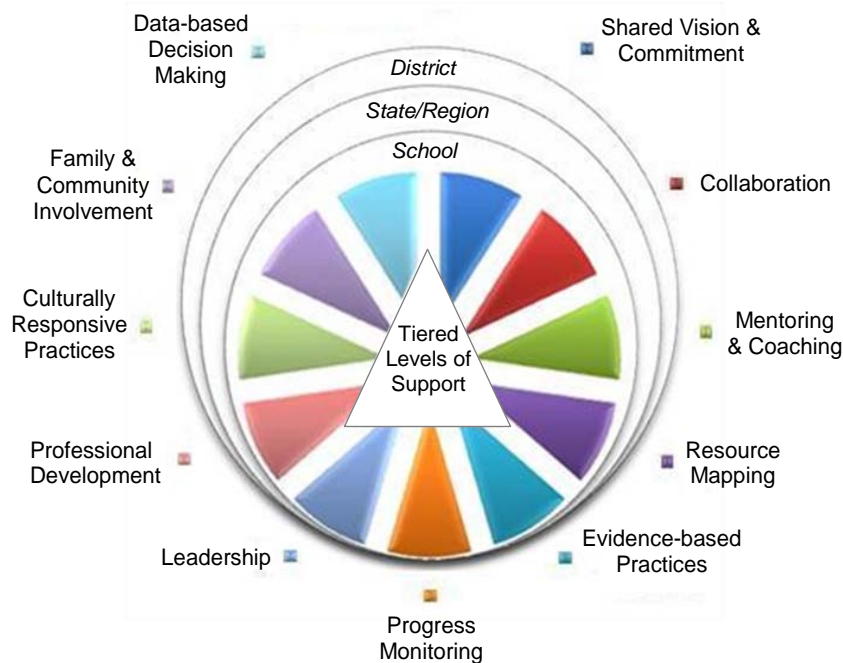 Data-based
Decision
Making
Shared Vision &
Commitment
District
State/Region
School
Family &
Community
Involvement
Collaboration
Culturally
Responsive
Practices
Tiered
Levels of
Support
Mentoring
& Coaching
Professional
Development
Resource
Mapping
Leadership
Evidence-based
Practices
Progress
Monitoring